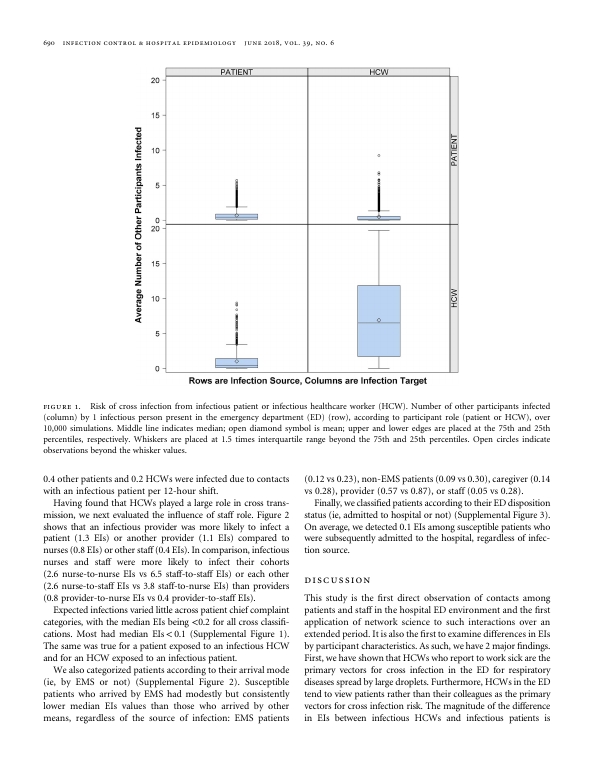 690 INFECTION CONTROL & HOSPITAL EPIDEMIOLOGY JUNE 2018, VOL. 39, NO. 6
PATIENT HCW
20
15
10
5
0
PATIENT
20
15
10
5
0
HCW
Average Number of Other Participants Infected
Rows are Infection Source, Columns are Infection Target
FIGURE 1. Risk of cross infection from infectious patient or infectious healthcare worker (HCW). Number of other participants infected
(column) by 1 infectious person present in the emergency department (ED) (row), according to participant role (patient or HCW), over
10,000 simulations. Middle line indicates median; open diamond symbol is mean; upper and lower edges are placed at the 75th and 25th
percentiles, respectively. Whiskers are placed at 1.5 times interquartile range beyond the 75th and 25th percentiles. Open circles indicate
observations beyond the whisker values.
0.4 other patients and 0.2 HCWs were infected due to contacts
with an infectious patient per 12-hour shift.
Having found that HCWs played a large role in cross trans-
mission, we next evaluated the influence of staff role. Figure 2
shows that an infectious provider was more likely to infect a
patient (1.3 EIs) or another provider (1.1 EIs) compared to
nurses (0.8 EIs) or other staff (0.4 EIs). In comparison, infectious
nurses and staff were more likely to infect their cohorts
(2.6 nurse-to-nurse EIs vs 6.5 staff-to-staff EIs) or each other
(2.6 nurse-to-staff EIs vs 3.8 staff-to-nurse EIs) than providers
(0.8 provider-to-nurse EIs vs 0.4 provider-to-staff EIs).
Expected infections varied little across patient chief complaint
categories, with the median EIs being <0.2 for all cross classifi-
cations. Most had median EIs < 0.1 (Supplemental Figure 1).
The same was true for a patient exposed to an infectious HCW
and for an HCW exposed to an infectious patient.
We also categorized patients according to their arrival mode
(ie, by EMS or not) (Supplemental Figure 2). Susceptible
patients who arrived by EMS had modestly but consistently
lower median EIs values than those who arrived by other
means, regardless of the source of infection: EMS patients
(0.12 vs 0.23), non-EMS patients (0.09 vs 0.30), caregiver (0.14
vs 0.28), provider (0.57 vs 0.87), or staff (0.05 vs 0.28).
Finally, we classified patients according to their ED disposition
status (ie, admitted to hospital or not) (Supplemental Figure 3).
On average, we detected 0.1 EIs among susceptible patients who
were subsequently admitted to the hospital, regardless of infec-
tion source.
DISCUSSION
This study is the first direct observation of contacts among
patients and staff in the hospital ED environment and the first
application of network science to such interactions over an
extended period. It is also the first to examine differences in EIs
by participant characteristics. As such, we have 2 major findings.
First, we have shown that HCWs who report to work sick are the
primary vectors for cross infection in the ED for respiratory
diseases spread by large droplets. Furthermore, HCWs in the ED
tend to view patients rather than their colleagues as the primary
vectors for cross infection risk. The magnitude of the difference
in EIs between infectious HCWs and infectious patients is